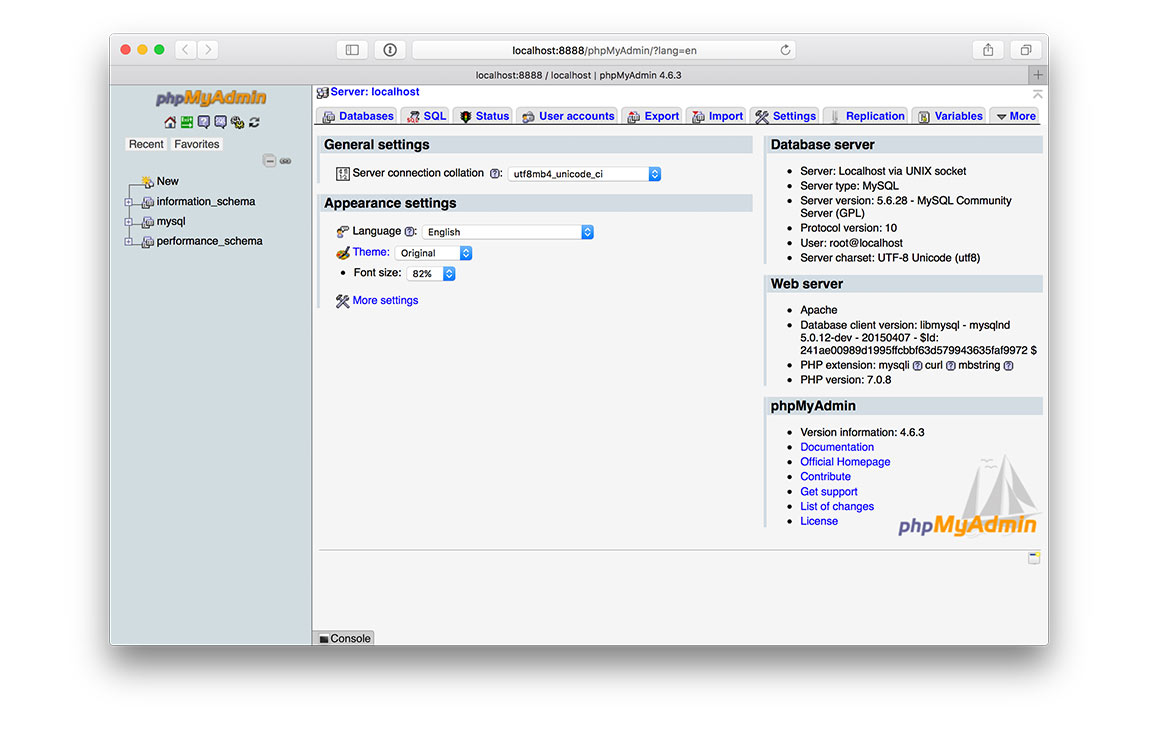 localhost:8888/phpMyAdmin/?lang=en
localhost:8888 / localhost | phpMyAdmin 4.6.3
phpMyAdmin
Recent Favorites
New
information_schema
mysql
performance_schema
Server: localhost
Databases SQL Status User accounts Export Import Settings Replication Variables More
General settings
Server connection collation : utf8mb4_unicode_ci
Appearance settings
Language : English
Theme: Original
Font size: 82%
More settings
Database server
Server: Localhost via UNIX socket
Server type: MySQL
Server version: 5.6.28 - MySQL Community
Server (GPL)
Protocol version: 10
User: root@localhost
Server charset: UTF-8 Unicode (utf8)
Web server
Apache
Database client version: libmysql - mysqlnd
5.0.12-dev - 20150407 - $Id:
241ae00989d1995ffcbbf63d579943635faf9972 $
PHP extension: mysqli curl mbstring
PHP version: 7.0.8
phpMyAdmin
Version information: 4.6.3
Documentation
Official Homepage
Contribute
Get support
List of changes
License
phpMyAdmin
Console